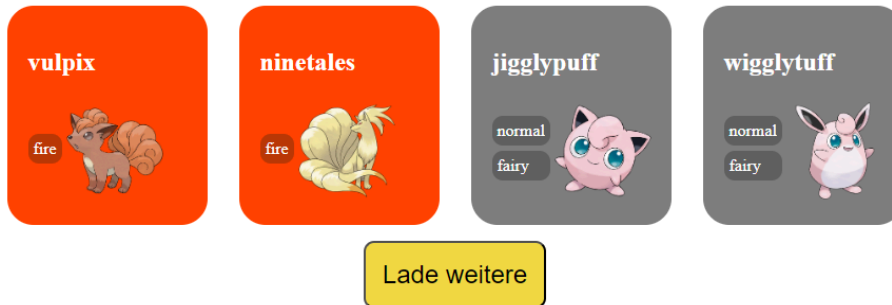 vulpix
fire
ninetales
fire
jigglypuff
normal
fairy
wigglytuff
normal
fairy
Lade weitere